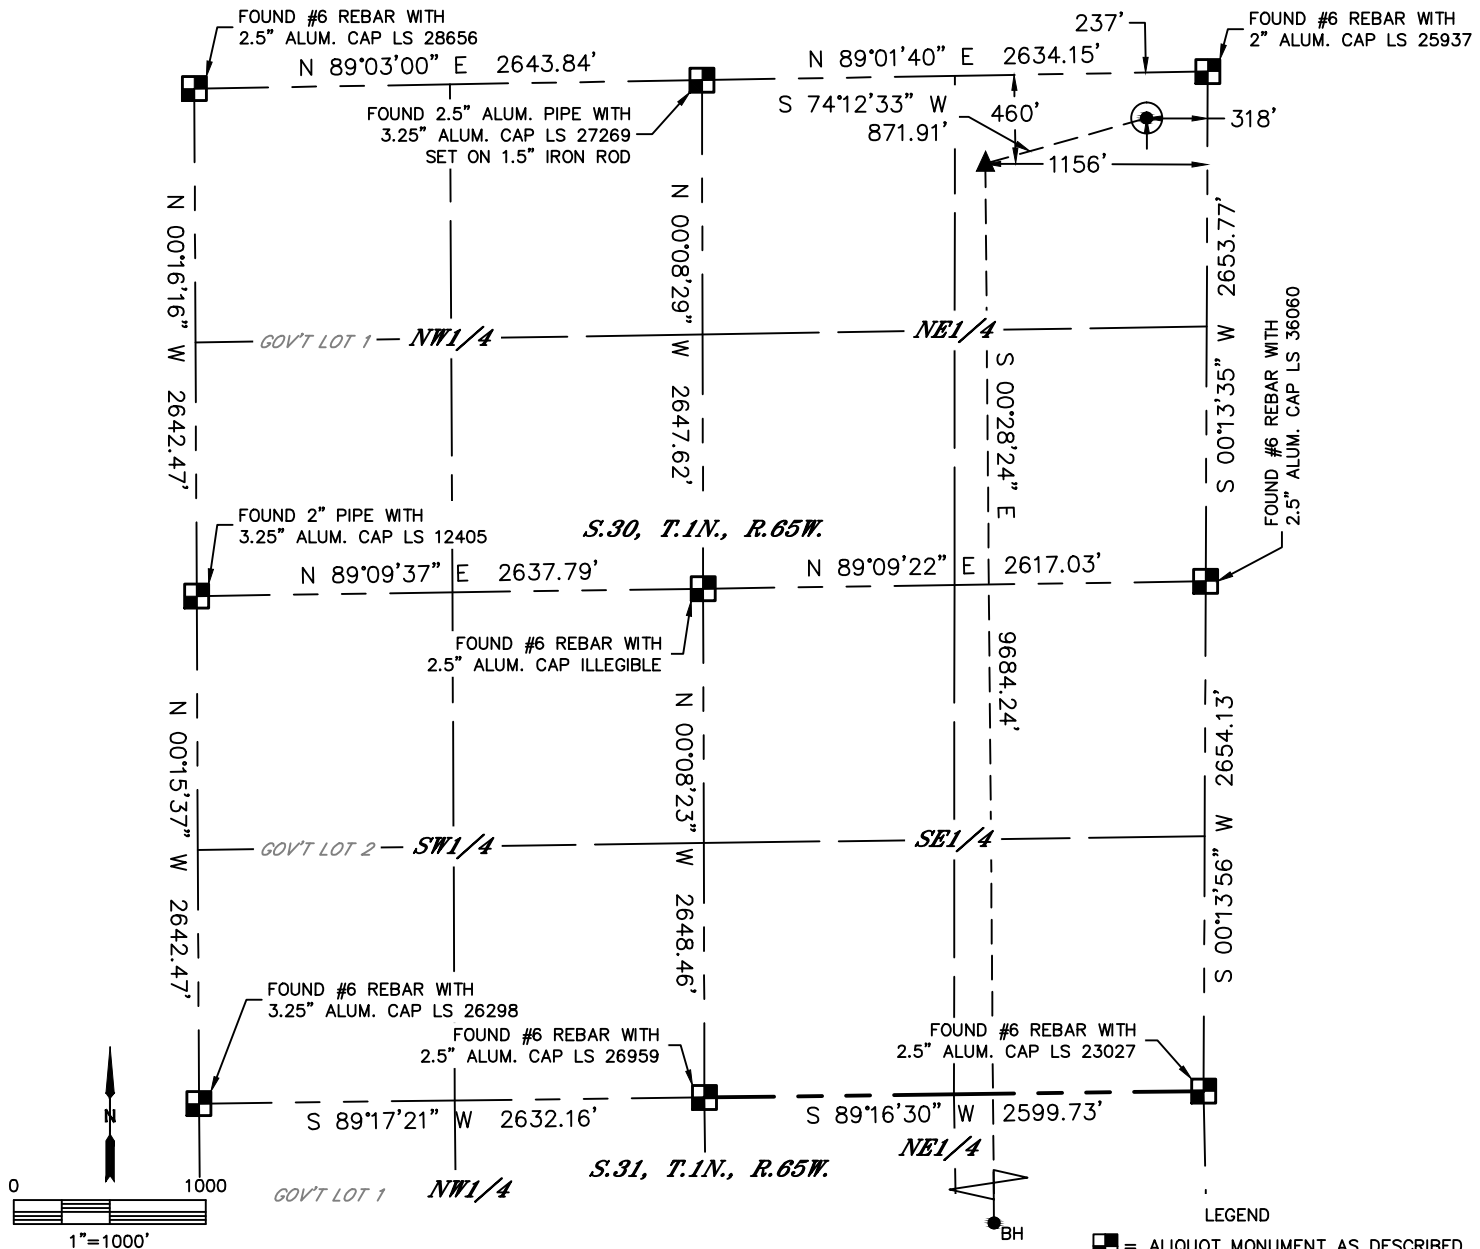 FOUND #6 REBAR WITH
2.5" ALUM. CAP LS 28656
N 89°03'00" E 2643.84'
N 89°01'40" E 2634.15'
237'
FOUND #6 REBAR WITH
2" ALUM. CAP LS 25937
FOUND 2.5" ALUM. PIPE WITH
3.25" ALUM. CAP LS 27269
SET ON 1.5" IRON ROD
S 74°12'33" W
871.91'
460'
318'
1156'
N 00°16'16" W 2642.47'
N 00°08'29" W 2647.62'
S 00°13'35" W 2653.77'
GOV'T LOT 1
NW1/4
NE1/4
S 00°28'24" E 9684.24'
FOUND #6 REBAR WITH
2.5" ALUM. CAP LS 36060
FOUND 2" PIPE WITH
3.25" ALUM. CAP LS 12405
S.30, T.1N., R.65W.
N 89°09'37" E 2637.79'
N 89°09'22" E 2617.03'
FOUND #6 REBAR WITH
2.5" ALUM. CAP ILLEGIBLE
N 00°15'37" W 2642.47'
N 00°08'23" W 2648.46'
S 00°13'56" W 2654.13'
GOV'T LOT 2
SW1/4
SE1/4
FOUND #6 REBAR WITH
3.25" ALUM. CAP LS 26298
FOUND #6 REBAR WITH
2.5" ALUM. CAP LS 26959
FOUND #6 REBAR WITH
2.5" ALUM. CAP LS 23027
N
S 89°17'21" W 2632.16'
S 89°16'30" W 2599.73'
NE1/4
S.31, T.1N., R.65W.
GOV'T LOT 1
NW1/4
0 1000
1"=1000'
BH
LEGEND
= ALIQUOT MONUMENT AS DESCRIBED